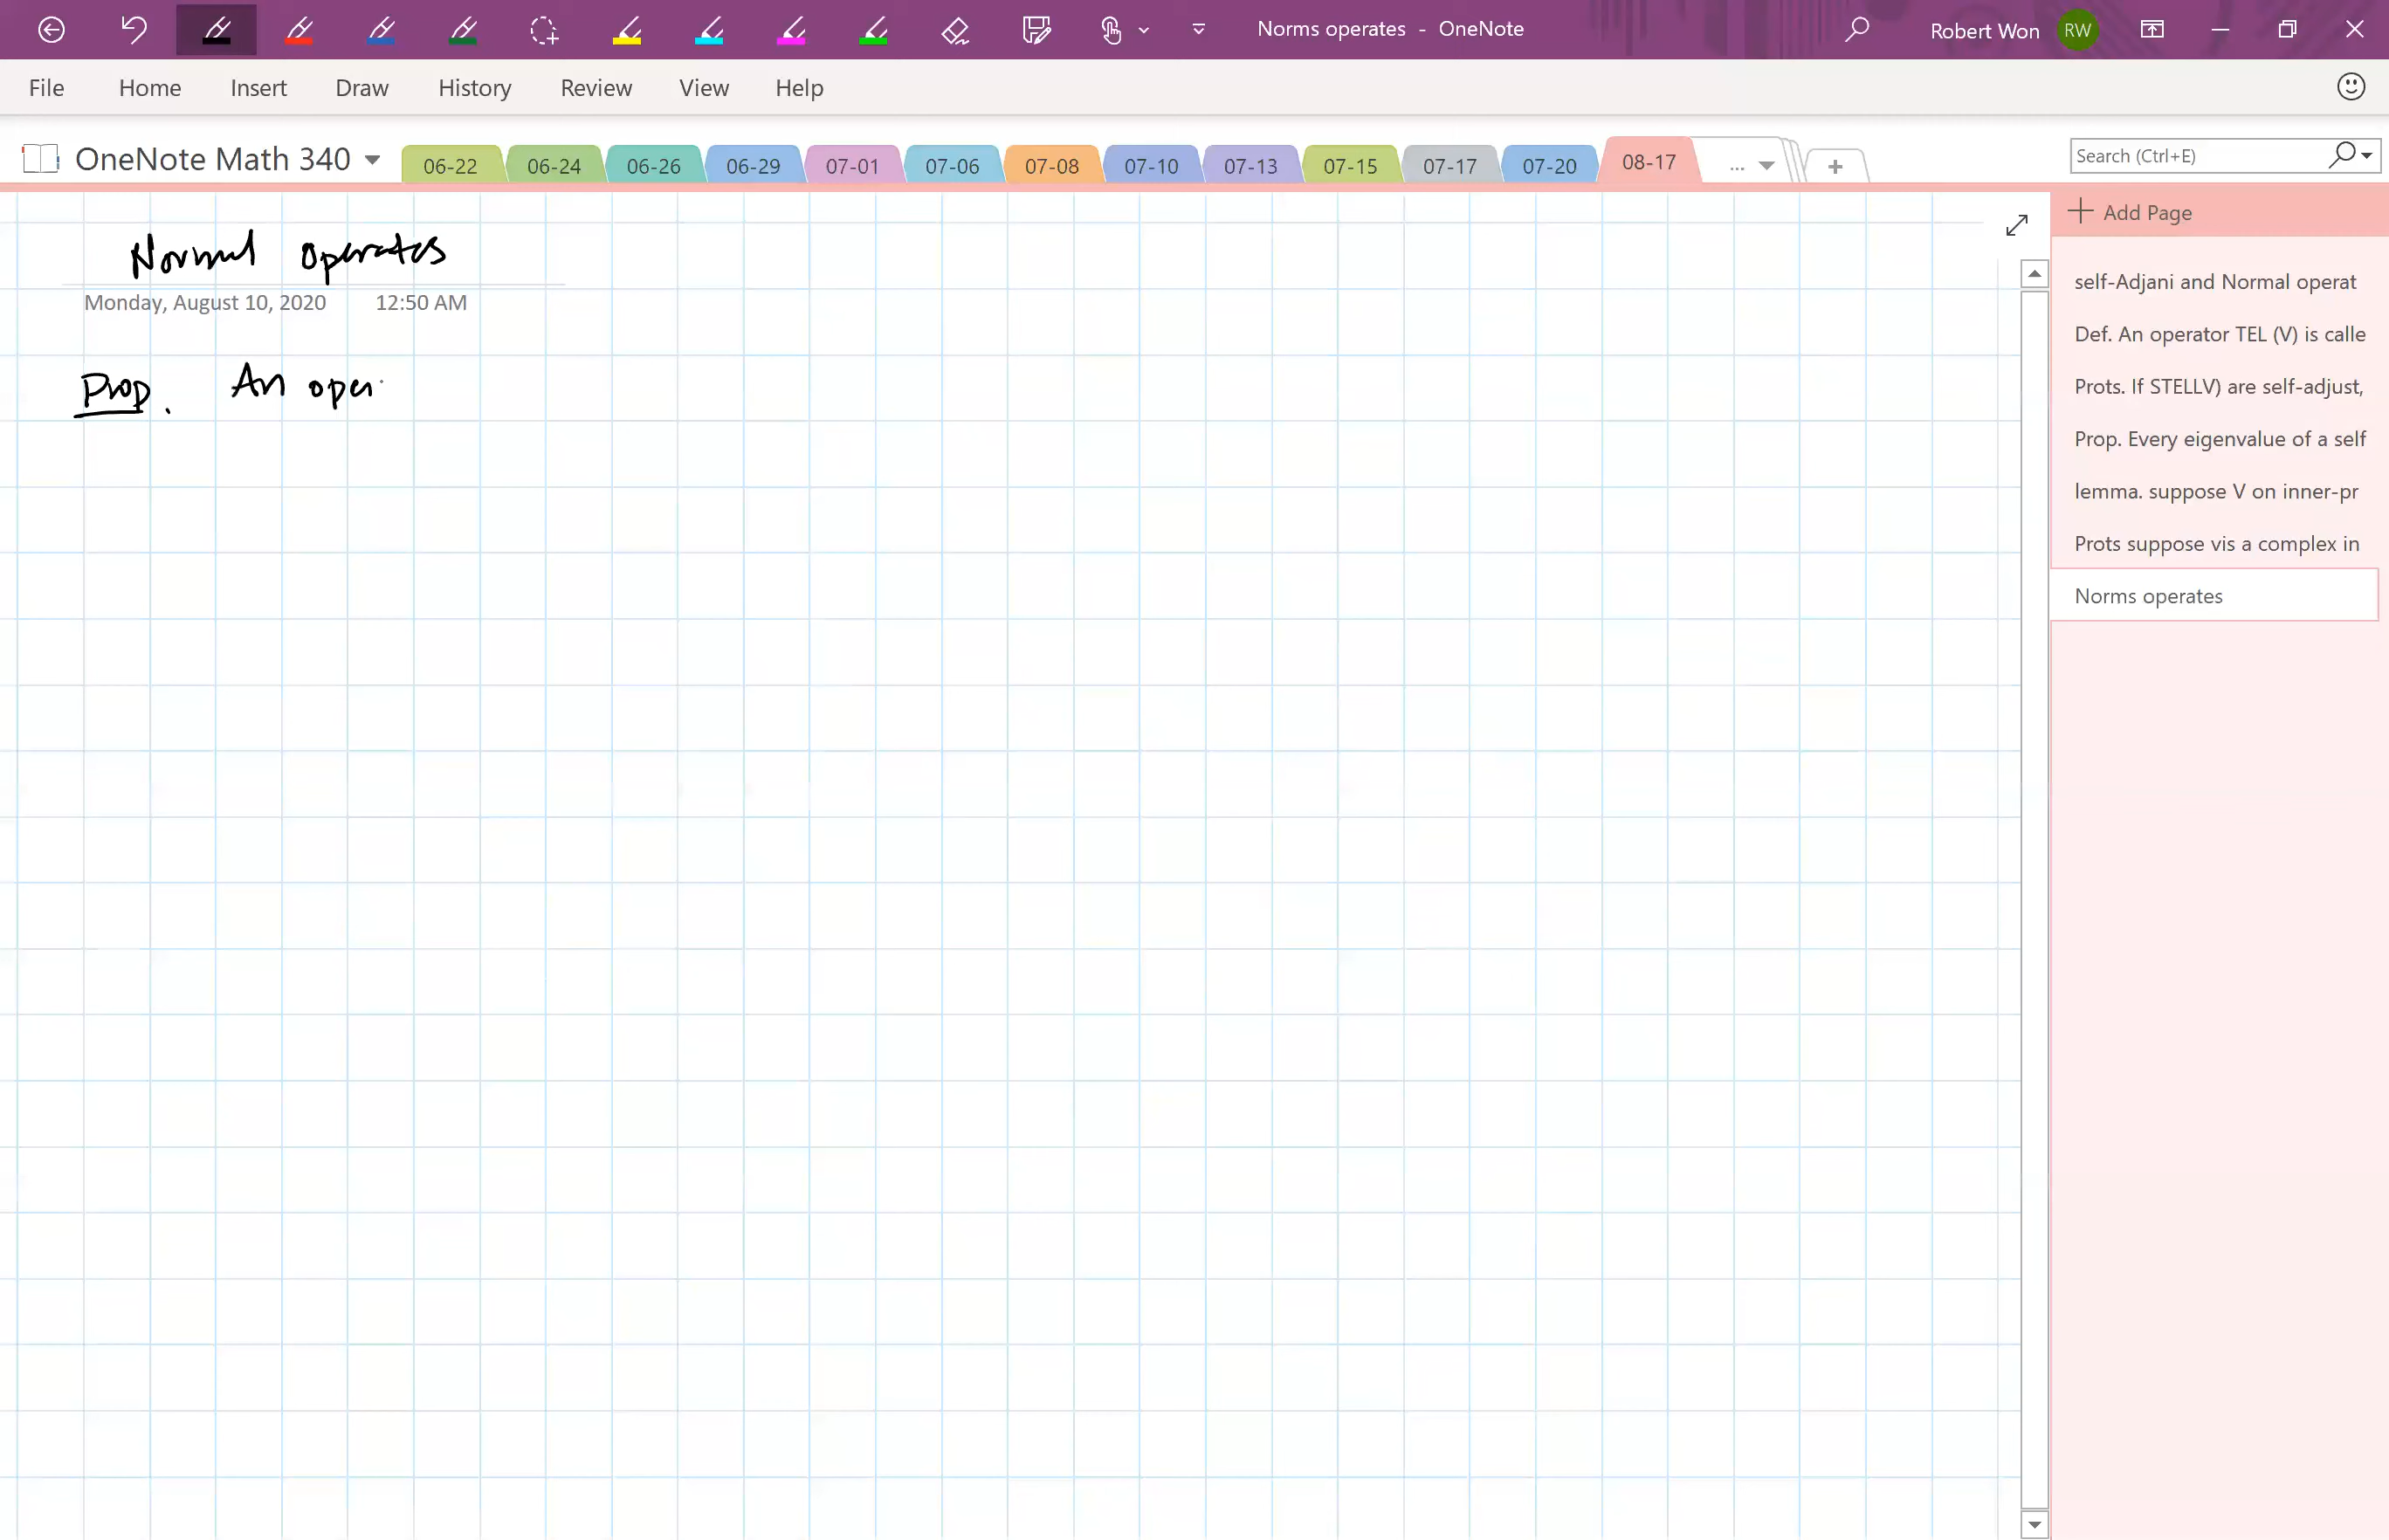 Norms operates - OneNote
Robert Won RW
File Home Insert Draw History Review View Help
OneNote Math 340
06-22 06-24 06-26 06-29 07-01 07-06 07-08 07-10 07-13 07-15 07-17 07-20 08-17 ... +
Search (Ctrl+E)
Normal operates
Monday, August 10, 2020 12:50 AM
Prop. An oper
Add Page
self-Adjani and Normal operat
Def. An operator TEL (V) is calle
Prots. If STELLV) are self-adjust,
Prop. Every eigenvalue of a self
lemma. suppose V on inner-pr
Prots suppose vis a complex in
Norms operates